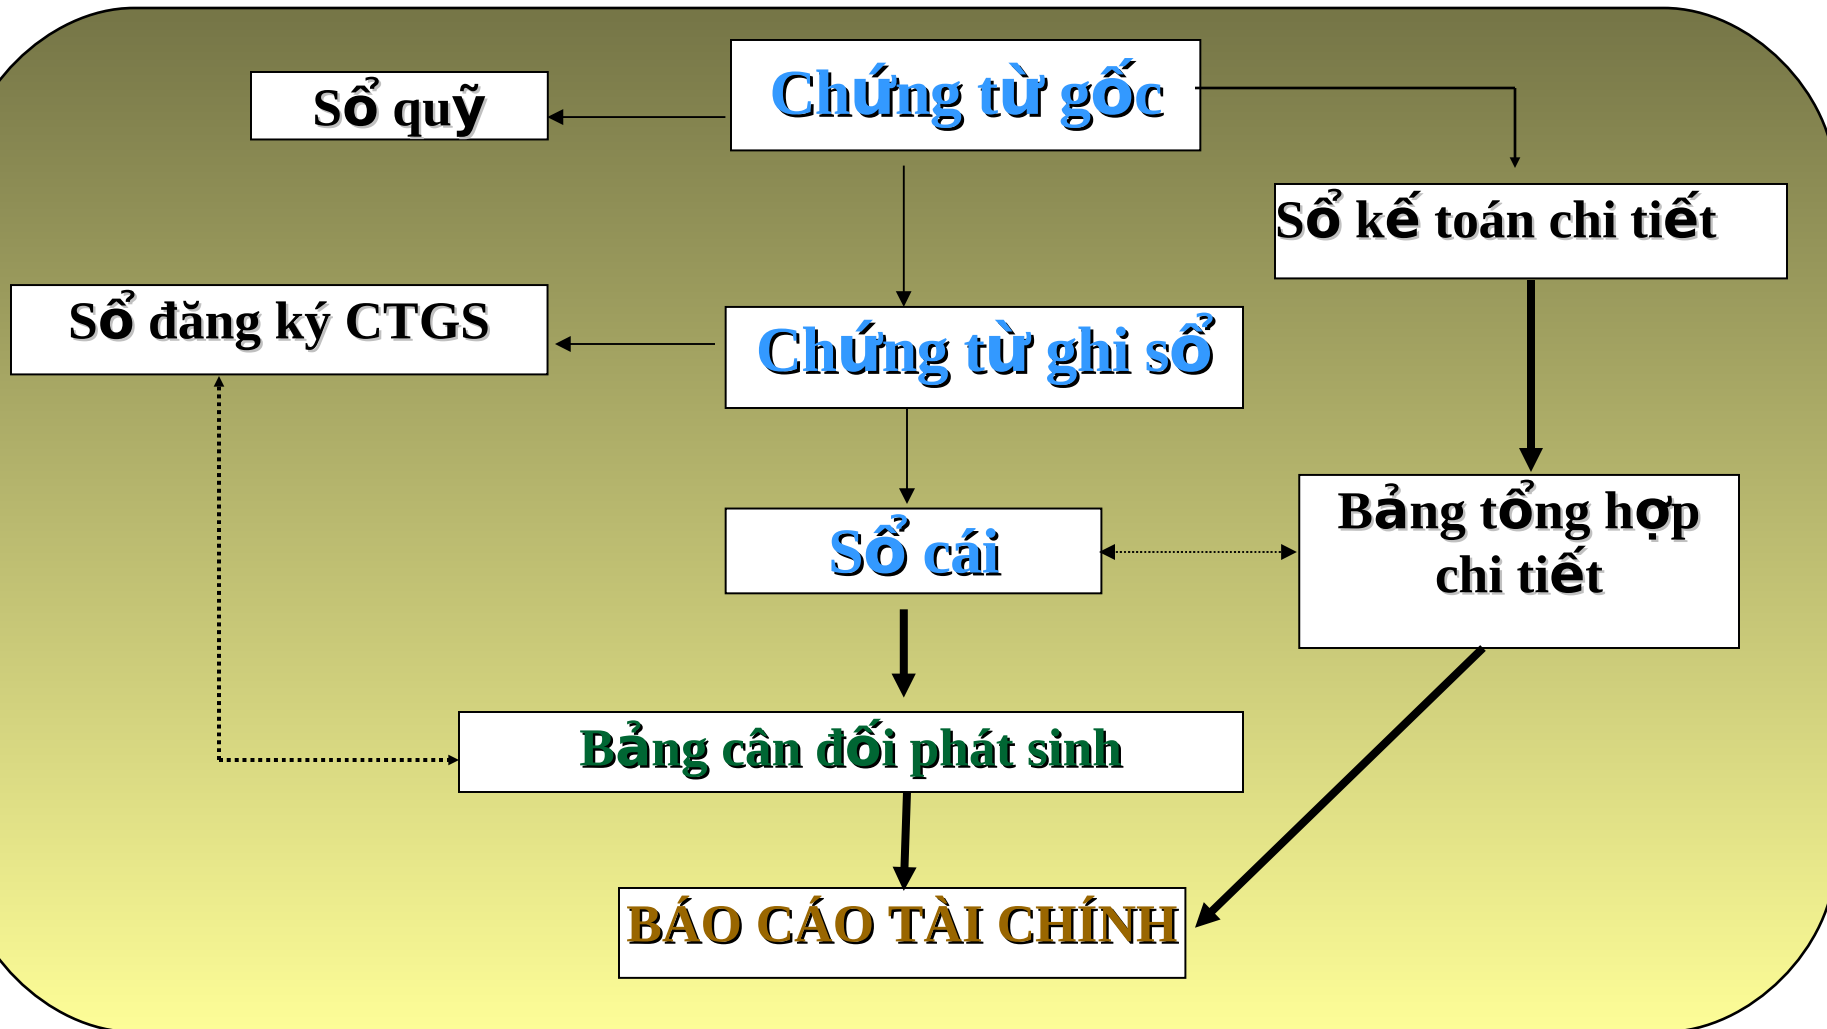 Chứng từ gốc
Sổ quỹ
Sổ kế toán chi tiết
Sổ đăng ký CTGS
Chứng từ ghi sổ
Bảng tổng hợp
chi tiết
Sổ cái
Bảng cân đối phát sinh
BÁO CÁO TÀI CHÍNH